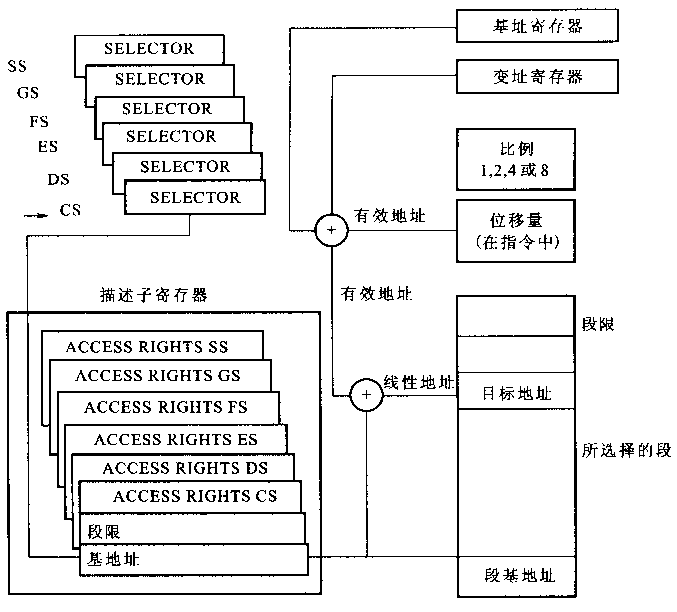 SELECTOR
SELECTOR
SELECTOR
SELECTOR
SELECTOR
SELECTOR
SS
GS
FS
ES
DS
CS
基址寄存器
变址寄存器
比例
1,2,4或8
位移量
(在指令中)
+
有效地址
有效地址
描述子寄存器
ACCESS RIGHTS SS
ACCESS RIGHTS GS
ACCESS RIGHTS FS
ACCESS RIGHTS ES
ACCESS RIGHTS DS
ACCESS RIGHTS CS
段限
基地址
+
线性地址
段限
目标地址
所选择的段
段基地址